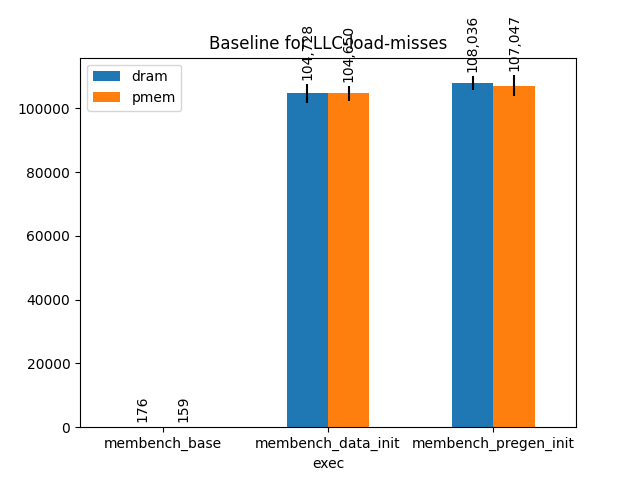 Baseline for LLC-load-misses
dram
pmem
100000
80000
60000
40000
20000
0
176
159
104,728
104,650
108,036
107,047
membench_base
membench_data_init
membench_pregen_init
exec